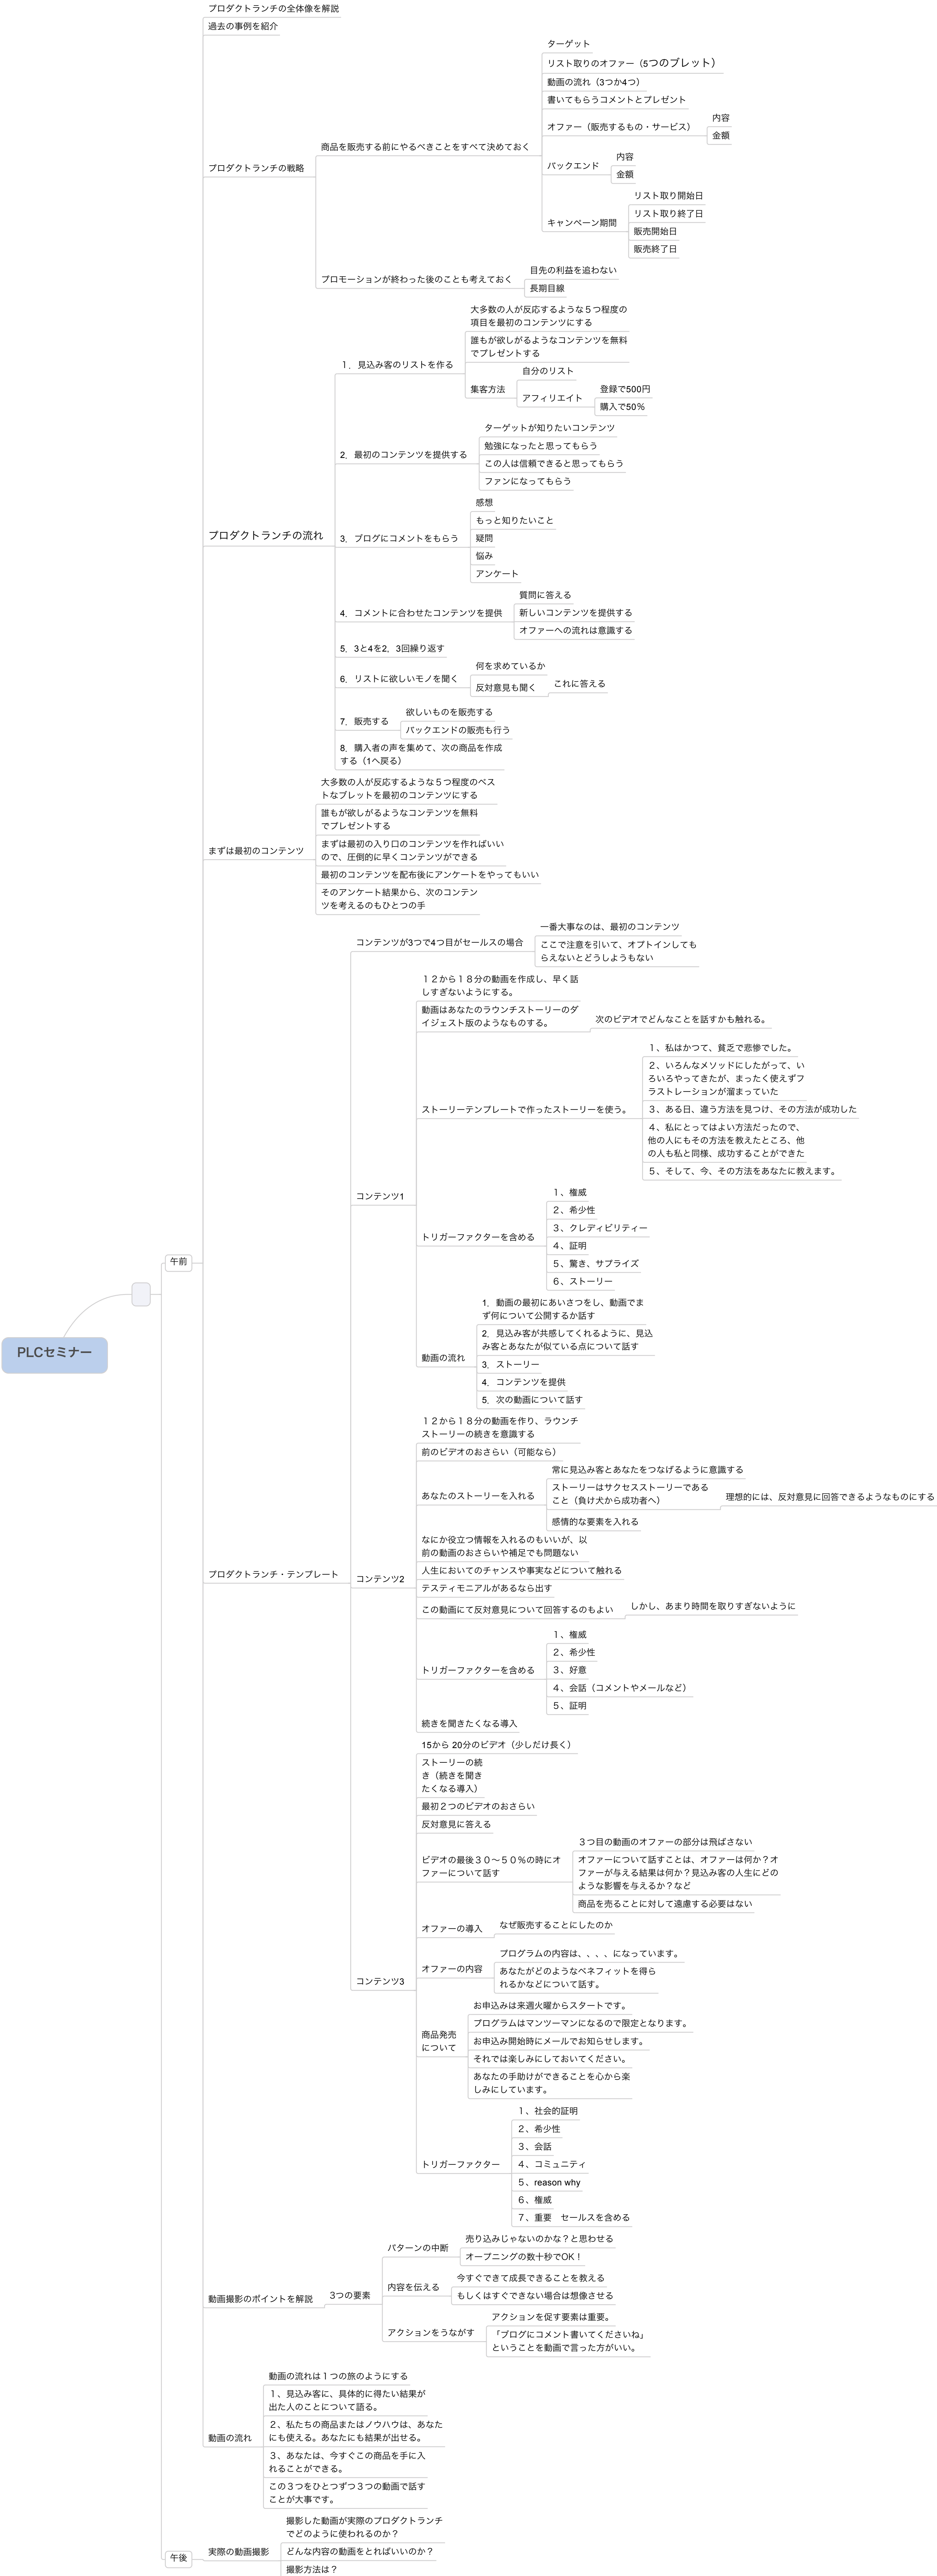 プロダクトランチの全体像を解説
過去の事例を紹介
プロダクトランチの戦略
商品を販売する前にやるべきことをすべて決めておく
ターゲット
リスト取りのオファー（5つのブレット）
動画の流れ（3つか4つ）
書いてもらうコメントとプレゼント
オファー（販売するもの・サービス）
内容
金額
バックエンド
内容
金額
キャンペーン期間
リスト取り開始日
リスト取り終了日
販売開始日
販売終了日
プロモーションが終わった後のことも考えておく
目先の利益を追わない
長期目線
プロダクトランチの流れ
１．見込み客のリストを作る
大多数の人が反応するような５つ程度の
項目を最初のコンテンツにする
誰もが欲しがるようなコンテンツを無料
でプレゼントする
集客方法
自分のリスト
アフィリエイト
登録で500円
購入で50％
2．最初のコンテンツを提供する
ターゲットが知りたいコンテンツ
勉強になったと思ってもらう
この人は信頼できると思ってもらう
ファンになってもらう
3．ブログにコメントをもらう
感想
もっと知りたいこと
疑問
悩み
アンケート
4．コメントに合わせたコンテンツを提供
質問に答える
新しいコンテンツを提供する
オファーへの流れは意識する
5．3と4を2，3回繰り返す
6．リストに欲しいモノを聞く
何を求めているか
反対意見も聞く
これに答える
7．販売する
欲しいものを販売する
バックエンドの販売も行う
8．購入者の声を集めて、次の商品を作成
する（1へ戻る）
まずは最初のコンテンツ
大多数の人が反応するような５つ程度のベス
トなブレットを最初のコンテンツにする
誰もが欲しがるようなコンテンツを無料
でプレゼントする
まずは最初の入り口のコンテンツを作ればいい
ので、圧倒的に早くコンテンツができる
最初のコンテンツを配布後にアンケートをやってもいい
そのアンケート結果から、次のコンテン
ツを考えるのもひとつの手
プロダクトランチ・テンプレート
コンテンツが3つで4つ目がセールスの場合
一番大事なのは、最初のコンテンツ
ここで注意を引いて、オプトインしても
らえないとどうしようもない
コンテンツ1
１２から１８分の動画を作成し、早く話
しすぎないようにする。
動画はあなたのラウンチストーリーのダ
イジェスト版のようなものする。
次のビデオでどんなことを話すかも触れる。
ストーリーテンプレートで作ったストーリーを使う。
１、私はかつて、貧乏で悲惨でした。
２、いろんなメソッドにしたがって、い
ろいろやってきたが、まったく使えずフ
ラストレーションが溜まっていた
３、ある日、違う方法を見つけ、その方法が成功した
４、私にとってはよい方法だったので、
他の人にもその方法を教えたところ、他
の人も私と同様、成功することができた
５、そして、今、その方法をあなたに教えます。
トリガーファクターを含める
１、権威
２、希少性
３、クレディビリティー
４、証明
５、驚き、サプライズ
６、ストーリー
動画の流れ
1．動画の最初にあいさつをし、動画でま
ず何について公開するか話す
2．見込み客が共感してくれるように、見込
み客とあなたが似ている点について話す
3．ストーリー
4．コンテンツを提供
5．次の動画について話す
コンテンツ2
１２から１８分の動画を作り、ラウンチ
ストーリーの続きを意識する
前のビデオのおさらい（可能なら）
あなたのストーリーを入れる
常に見込み客とあなたをつなげるように意識する
ストーリーはサクセスストーリーである
こと（負け犬から成功者へ）
理想的には、反対意見に回答できるようなものにする
感情的な要素を入れる
なにか役立つ情報を入れるのもいいが、以
前の動画のおさらいや補足でも問題ない
人生においてのチャンスや事実などについて触れる
テスティモニアルがあるなら出す
この動画にて反対意見について回答するのもよい
しかし、あまり時間を取りすぎないように
トリガーファクターを含める
１、権威
２、希少性
３、好意
４、会話（コメントやメールなど）
５、証明
続きを聞きたくなる導入
コンテンツ3
15から 20分のビデオ（少しだけ長く）
ストーリーの続
き（続きを聞き
たくなる導入）
最初２つのビデオのおさらい
反対意見に答える
ビデオの最後３０〜５０％の時にオ
ファーについて話す
３つ目の動画のオファーの部分は飛ばさない
オファーについて話すことは、オファーは何か？オ
ファーが与える結果は何か？見込み客の人生にどの
ような影響を与えるか？など
商品を売ることに対して遠慮する必要はない
オファーの導入
なぜ販売することにしたのか
オファーの内容
プログラムの内容は、、、、になっています。
あなたがどのようなベネフィットを得ら
れるかなどについて話す。
商品発売
について
お申込みは来週火曜からスタートです。
プログラムはマンツーマンになるので限定となります。
お申込み開始時にメールでお知らせします。
それでは楽しみにしておいてください。
あなたの手助けができることを心から楽
しみにしています。
トリガーファクター
１、社会的証明
２、希少性
３、会話
４、コミュニティ
５、reason why
６、権威
７、重要　セールスを含める
動画撮影のポイントを解説
3つの要素
パターンの中断
売り込みじゃないのかな？と思わせる
オープニングの数十秒でOK！
内容を伝える
今すぐできて成長できることを教える
もしくはすぐできない場合は想像させる
アクションをうながす
アクションを促す要素は重要。
「ブログにコメント書いてくださいね」
ということを動画で言った方がいい。
動画の流れ
動画の流れは１つの旅のようにする
１、見込み客に、具体的に得たい結果が
出た人のことについて語る。
２、私たちの商品またはノウハウは、あなた
にも使える。あなたにも結果が出せる。
３、あなたは、今すぐこの商品を手に入
れることができる。
この３つをひとつずつ３つの動画で話す
ことが大事です。
午前
PLCセミナー
午後
実際の動画撮影
撮影した動画が実際のプロダクトランチ
でどのように使われるのか？
どんな内容の動画をとればいいのか？
撮影方法は？